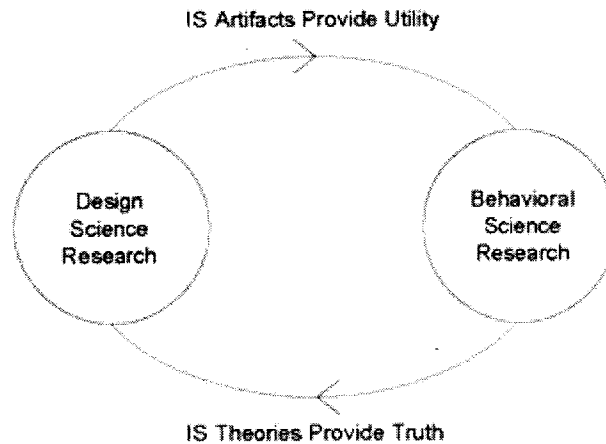 IS Artifacts Provide Utility
Design
Science
Research
Behavioral
Science
Research
IS Theories Provide Truth